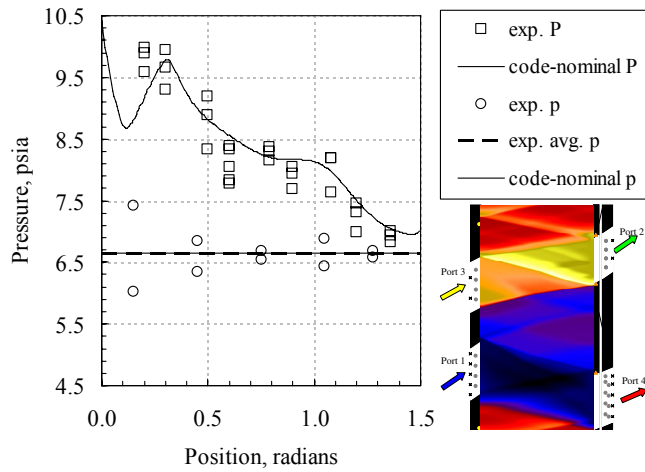 10.5
9.5
8.5
7.5
6.5
5.5
4.5
Pressure, psia
0.0
0.5
1.0
1.5
Position, radians
exp. P
code-nominal P
exp. p
exp. avg. p
code-nominal p
Port 2
Port 3
Port 1
Port 4